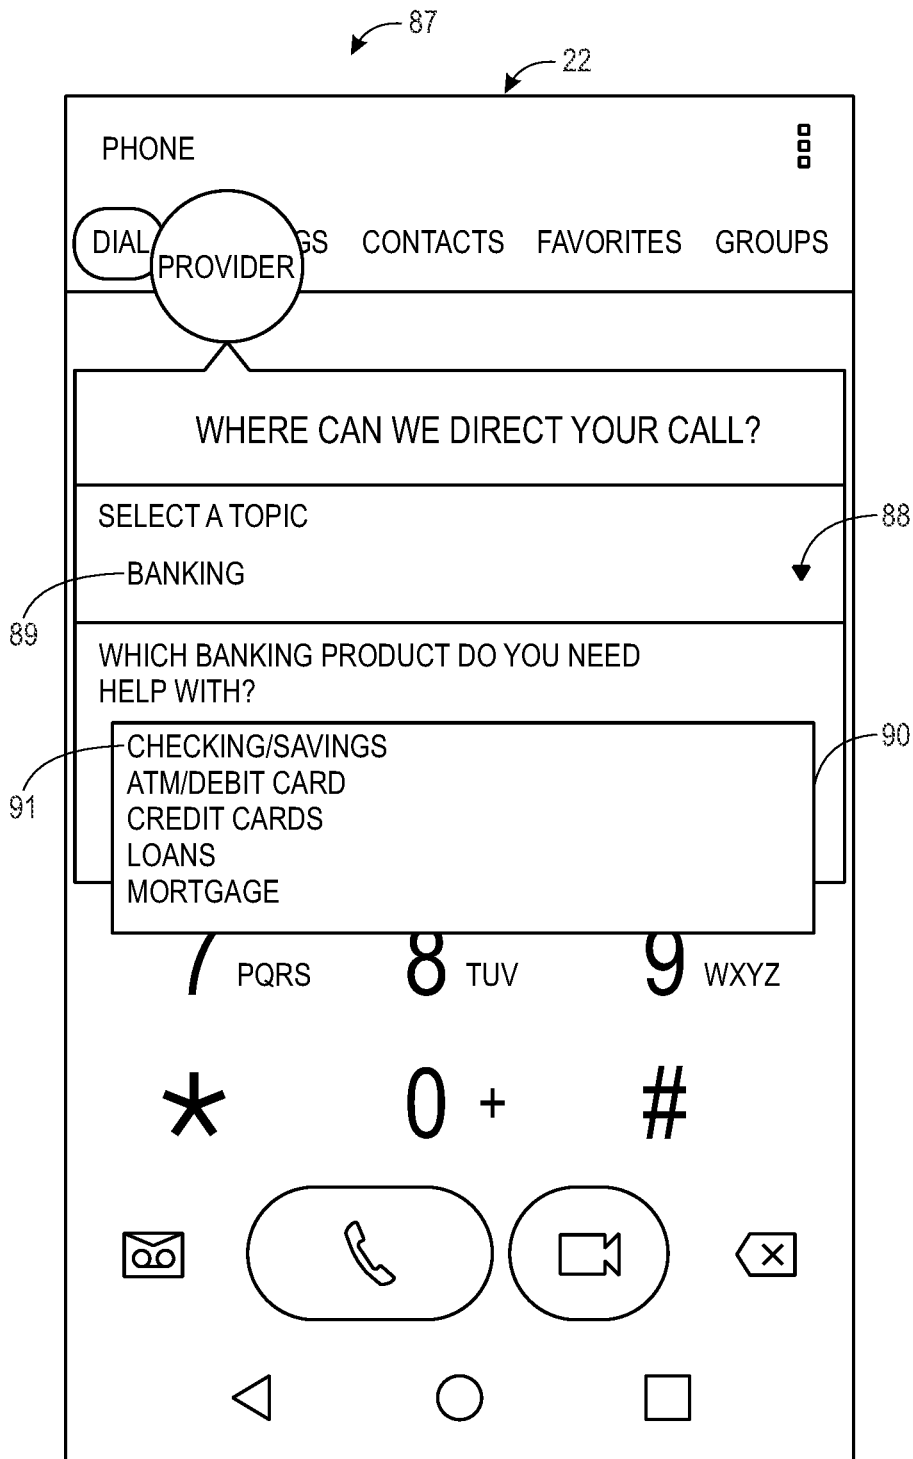 87
22
PHONE
DIAL
GS
CONTACTS
FAVORITES
GROUPS
PROVIDER
WHERE CAN WE DIRECT YOUR CALL?
SELECT A TOPIC
88
BANKING
89
WHICH BANKING PRODUCT DO YOU NEED
HELP WITH?
CHECKING/SAVINGS
90
ATM/DEBIT CARD
91
CREDIT CARDS
LOANS
MORTGAGE
7 PQRS
8 TUV
9 WXYZ
*
0 +
#